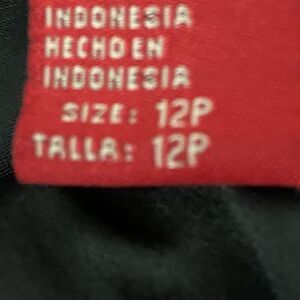 INDONESIA
HECHO EN
INDONESIA
SIZE: 12P
TALLA: 12P